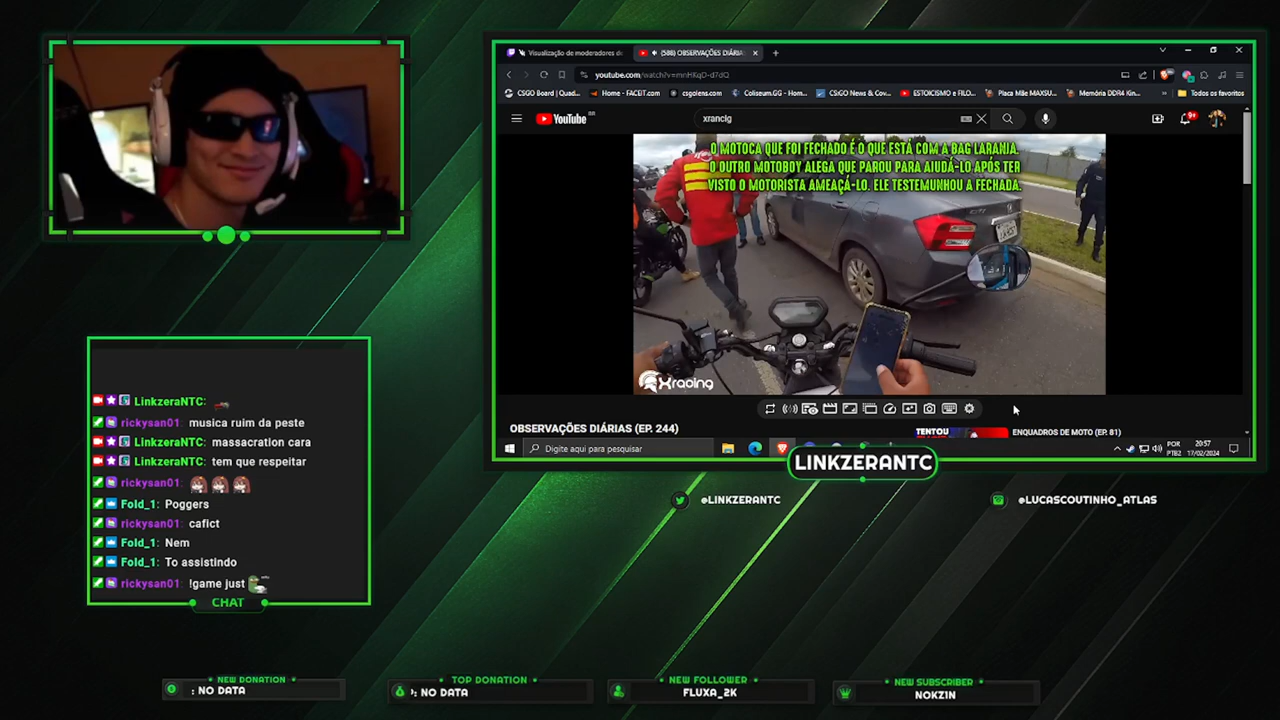 Visualização de moderadores do
(588) OBSERVAÇÕES DIÁRIA
youtube.com/watch?v=mnHKqO-d7dQ
CSGO Board | Quad...
Home - FACEIT.com
csgolens.com
Coliseum.GG - Hom...
CSGO News & Cov...
ESTOICISMO e FILO...
Placa Mãe MAXSU...
Memória DDR4 Kin...
Todos os favoritos
YouTube BR
xrancig
9+
O MOTOCA QUE FOI FECHADO É O QUE ESTÁ COM A BAG LARANJA.
O OUTRO MOTOBOY ALEGA QUE PAROU PARA AJUDÁ-LO APÓS TER
VISTO O MOTORISTA AMEAÇÁ-LO. ELE TESTEMUNHOU A FECHADA.
Xracing
OBSERVAÇÕES DIÁRIAS (EP. 244)
TENTOU
ENQUADROS DE MOTO (EP. 81)
Digite aqui para pesquisar
POR
PTB2
20:57
17/02/2024
LINKZERANTC
@LINKZERANTC
@LUCASCOUTINHO_ATLAS
LinkzeraNTC:
rickysan01: musica ruim da peste
LinkzeraNTC: massacration cara
LinkzeraNTC: tem que respeitar
rickysan01:
Fold_1: Poggers
rickysan01: cafict
Fold_1: Nem
Fold_1: To assistindo
rickysan01: !game just
CHAT
NEW DONATION
: NO DATA
TOP DONATION
: NO DATA
NEW FOLLOWER
FLUXA_2K
NEW SUBSCRIBER
NOKZ1N